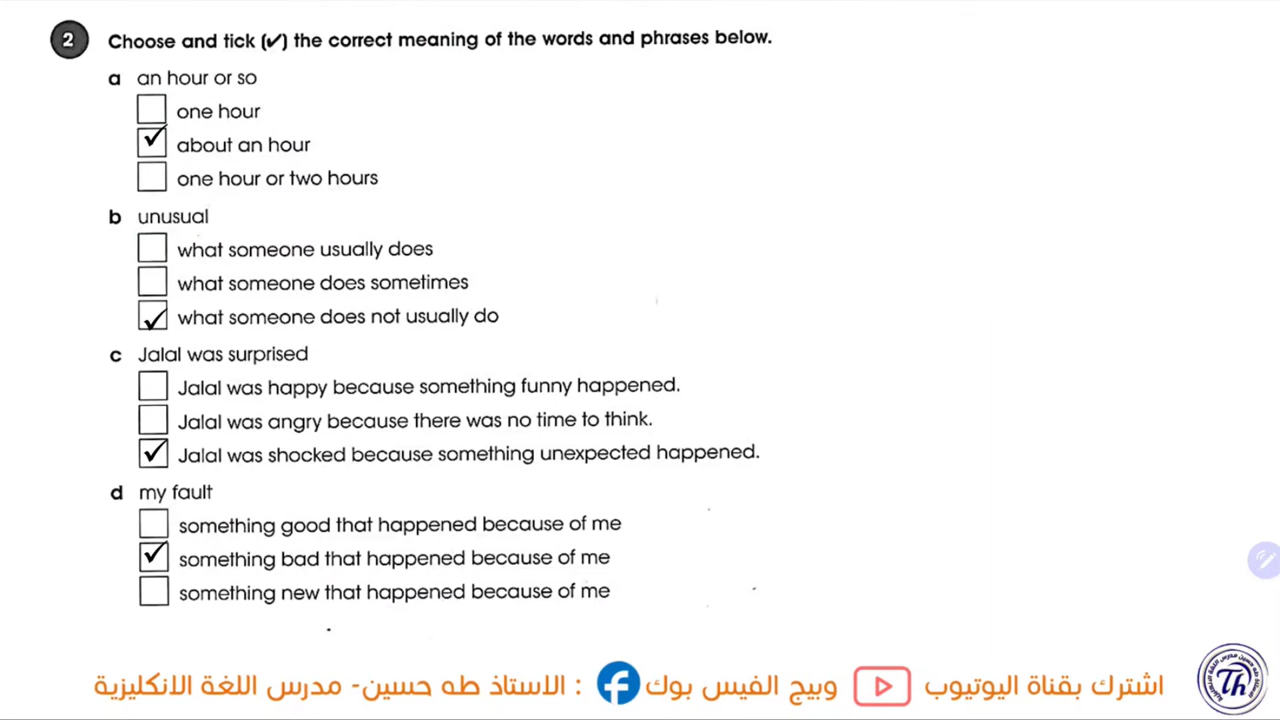 2 Choose and tick (✔) the correct meaning of the words and phrases below.
a an hour or so
one hour
✔ about an hour
one hour or two hours
b unusual
what someone usually does
what someone does sometimes
✔ what someone does not usually do
c Jalal was surprised
Jalal was happy because something funny happened.
Jalal was angry because there was no time to think.
✔ Jalal was shocked because something unexpected happened.
d my fault
something good that happened because of me
✔ something bad that happened because of me
something new that happened because of me
اشترك بقناة اليوتيوب وبيج الفيس بوك : الاستاذ طه حسين- مدرس اللغة الانكليزية
Th